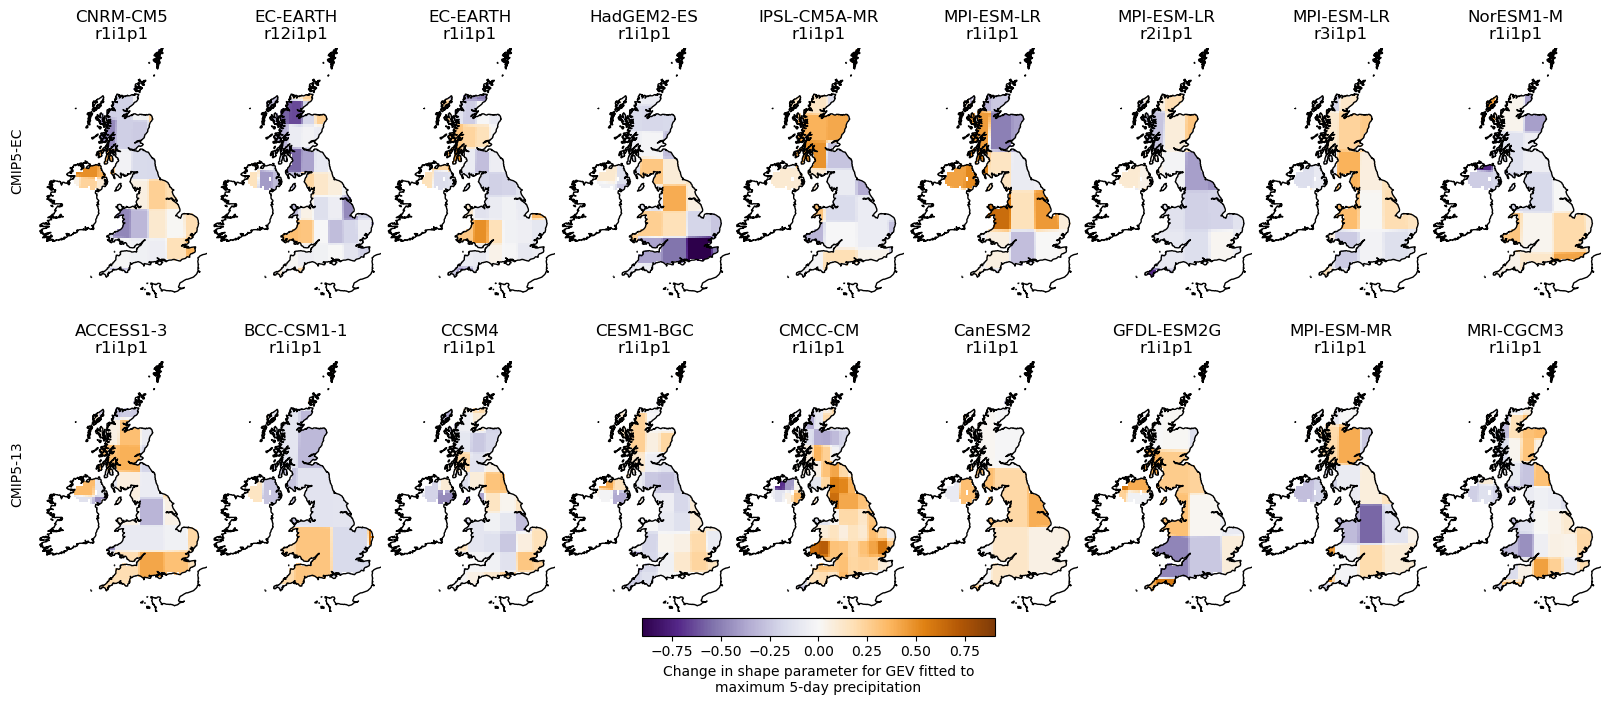 CNRM-CM5
r1i1p1
EC-EARTH
r12i1p1
EC-EARTH
r1i1p1
HadGEM2-ES
r1i1p1
IPSL-CM5A-MR
r1i1p1
MPI-ESM-LR
r1i1p1
MPI-ESM-LR
r2i1p1
MPI-ESM-LR
r3i1p1
NorESM1-M
r1i1p1
CMIP5-EC
ACCESS1-3
r1i1p1
BCC-CSM1-1
r1i1p1
CCSM4
r1i1p1
CESM1-BGC
r1i1p1
CMCC-CM
r1i1p1
CanESM2
r1i1p1
GFDL-ESM2G
r1i1p1
MPI-ESM-MR
r1i1p1
MRI-CGCM3
r1i1p1
CMIP5-13
−0.75 −0.50 −0.25 0.00 0.25 0.50 0.75
Change in shape parameter for GEV fitted to
maximum 5-day precipitation